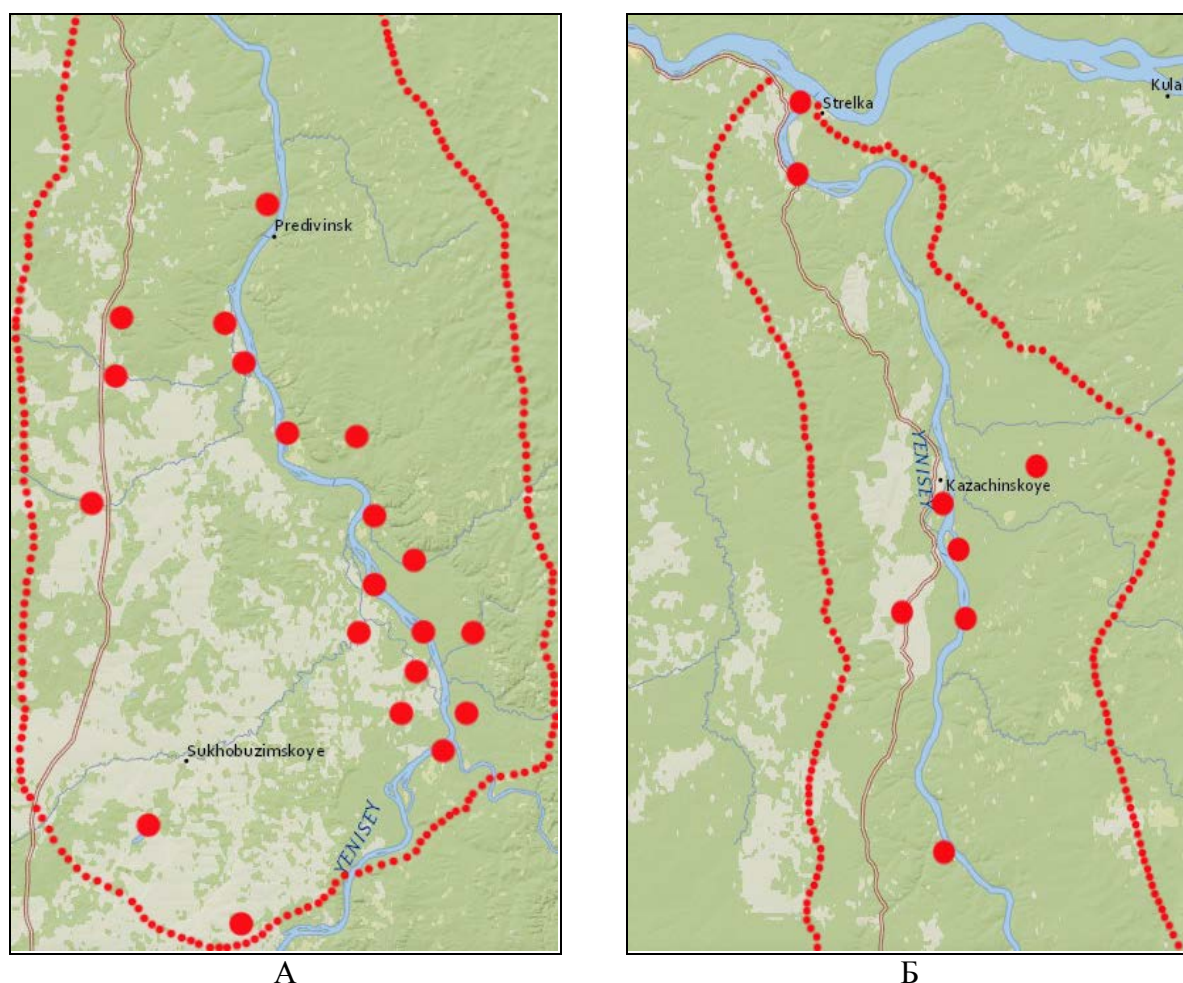 Predivinsk
Sukhobuzimskoye
YENISEY
А
Strelka
Kula
YENISEY
Kazachinskoye
Б